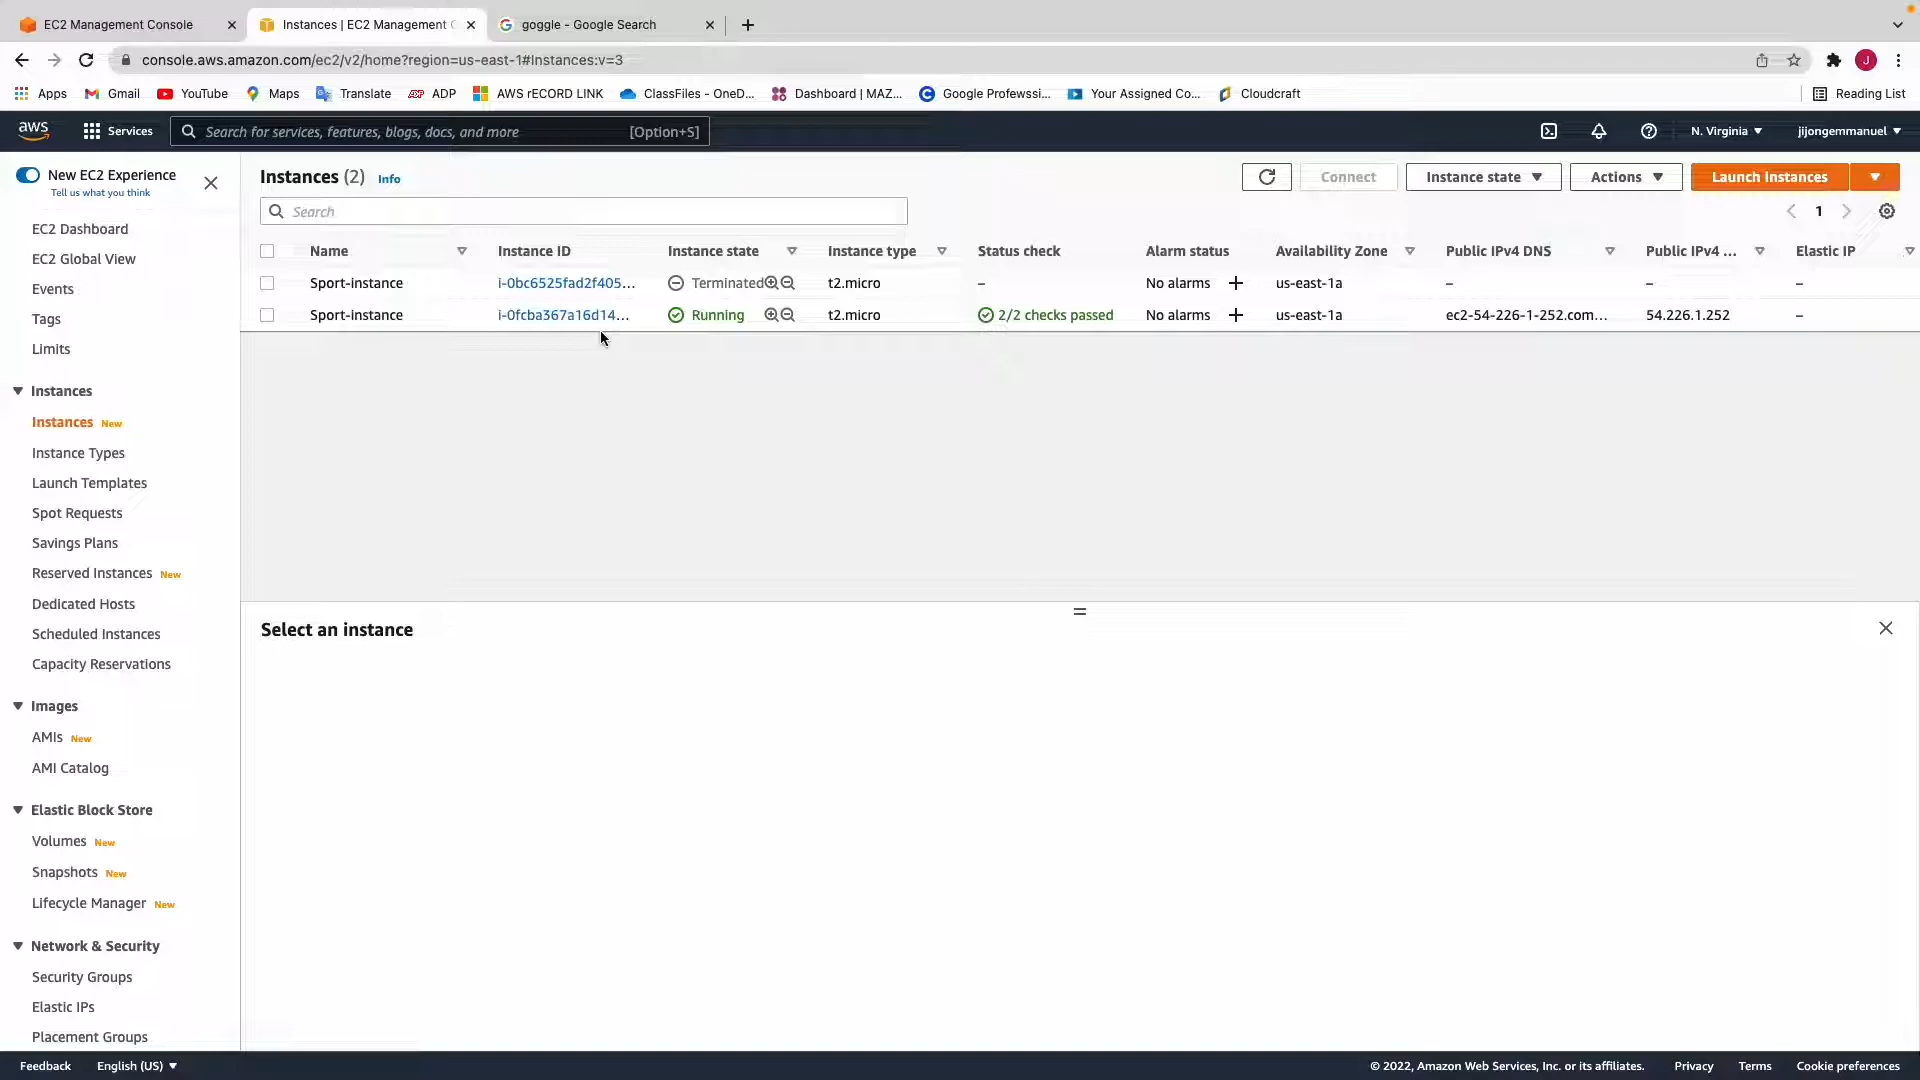 EC2 Management Console
Instances | EC2 Management C
goggle - Google Search
console.aws.amazon.com/ec2/v2/home?region=us-east-1#Instances:v=3
J
Apps Gmail YouTube Maps Translate ADP AWS rECORD LINK ClassFiles - OneD... Dashboard | MAZ... Google Profewssi... Your Assigned Co... Cloudcraft Reading List
aws Services Search for services, features, blogs, docs, and more [Option+S] N. Virginia jijongemmanuel
New EC2 Experience
Tell us what you think
EC2 Dashboard
EC2 Global View
Events
Tags
Limits
Instances
Instances New
Instance Types
Launch Templates
Spot Requests
Savings Plans
Reserved Instances New
Dedicated Hosts
Scheduled Instances
Capacity Reservations
Images
AMIs New
AMI Catalog
Elastic Block Store
Volumes New
Snapshots New
Lifecycle Manager New
Network & Security
Security Groups
Elastic IPs
Placement Groups
Instances (2) Info Connect Instance state Actions Launch Instances
Search 1
Name Instance ID Instance state Instance type Status check Alarm status Availability Zone Public IPv4 DNS Public IPv4 ... Elastic IP
Sport-instance i-0bc6525fad2f405... Terminated t2.micro – No alarms + us-east-1a – – –
Sport-instance i-0fcba367a16d14... Running t2.micro 2/2 checks passed No alarms + us-east-1a ec2-54-226-1-252.com... 54.226.1.252 –
Select an instance
Feedback English (US) © 2022, Amazon Web Services, Inc. or its affiliates. Privacy Terms Cookie preferences